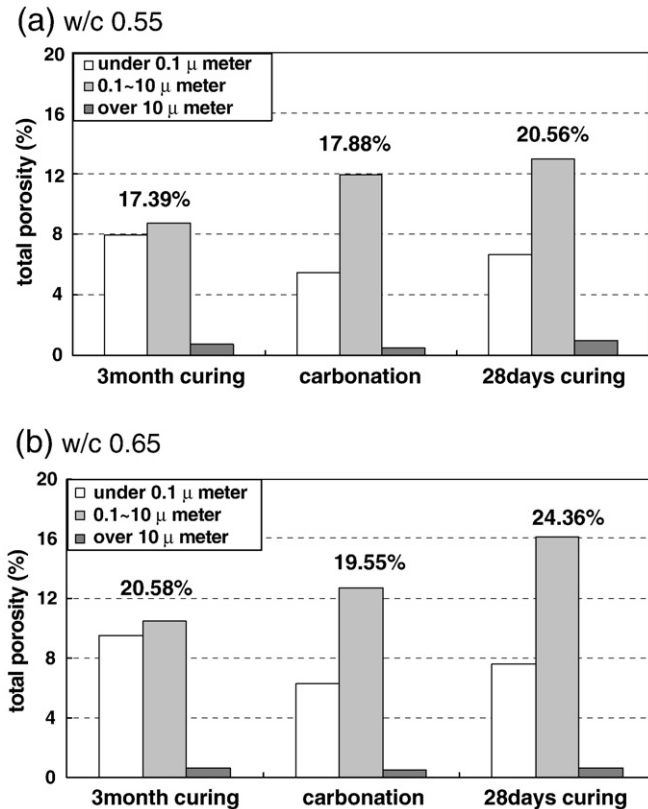 (a) w/c 0.55
20
16
12
8
4
0
total porosity (%)
under 0.1 μ meter
0.1~10 μ meter
over 10 μ meter
17.39%
17.88%
20.56%
3month curing
carbonation
28days curing
(b) w/c 0.65
20
16
12
8
4
0
total porosity (%)
under 0.1 μ meter
0.1~10 μ meter
over 10 μ meter
20.58%
19.55%
24.36%
3month curing
carbonation
28days curing